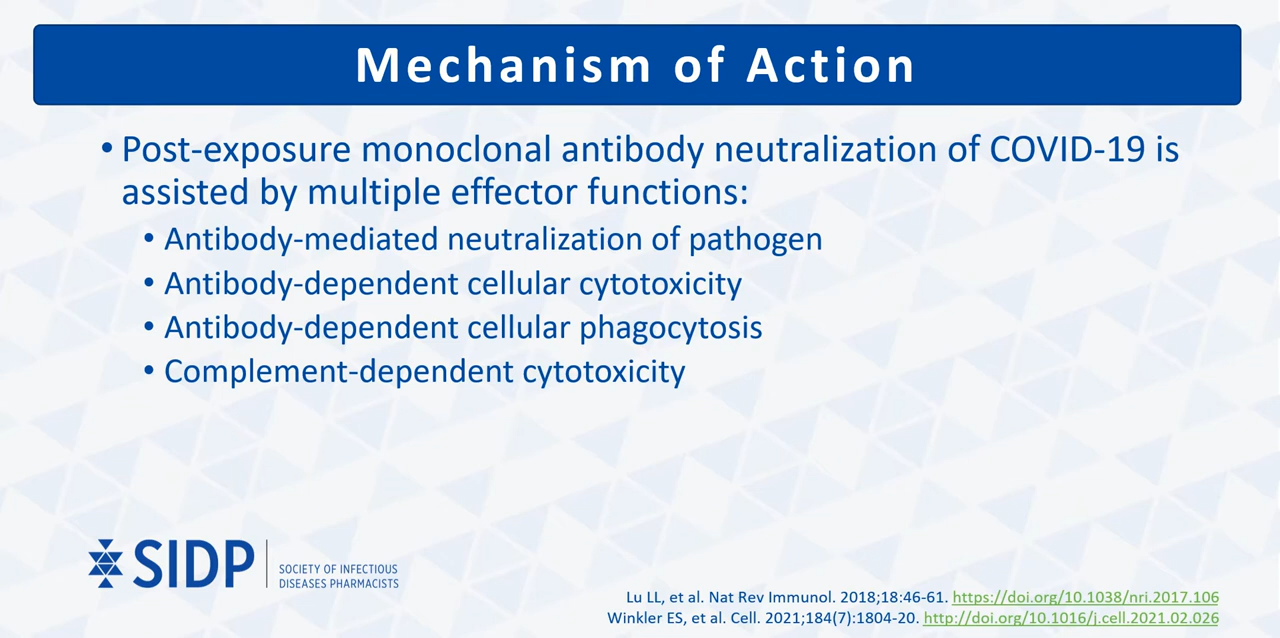 Mechanism of Action
• Post-exposure monoclonal antibody neutralization of COVID-19 is
assisted by multiple effector functions:
• Antibody-mediated neutralization of pathogen
• Antibody-dependent cellular cytotoxicity
• Antibody-dependent cellular phagocytosis
• Complement-dependent cytotoxicity
SIDP
SOCIETY OF INFECTIOUS
DISEASES PHARMACISTS
Lu LL, et al. Nat Rev Immunol. 2018;18:46-61. https://doi.org/10.1038/nri.2017.106
Winkler ES, et al. Cell. 2021;184(7):1804-20. http://doi.org/10.1016/j.cell.2021.02.026